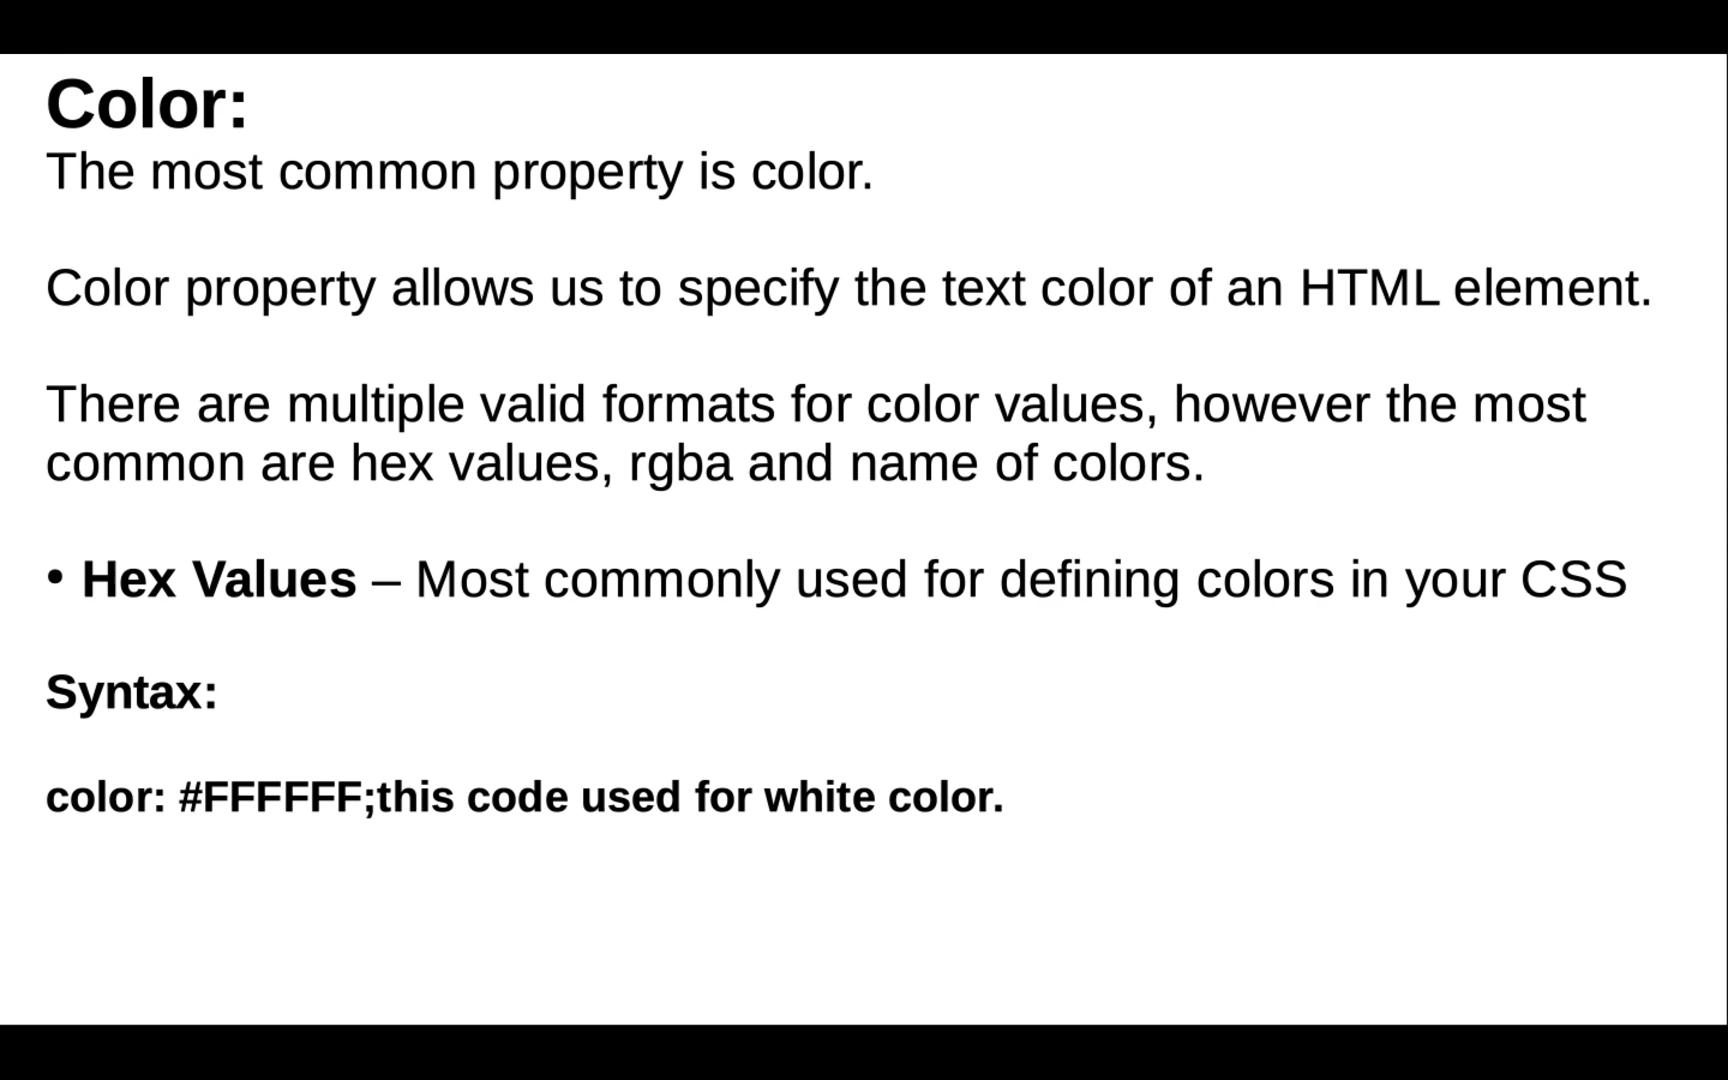 Color:
The most common property is color.
Color property allows us to specify the text color of an HTML element.
There are multiple valid formats for color values, however the most
common are hex values, rgba and name of colors.
• Hex Values – Most commonly used for defining colors in your CSS
Syntax:
color: #FFFFFF;this code used for white color.